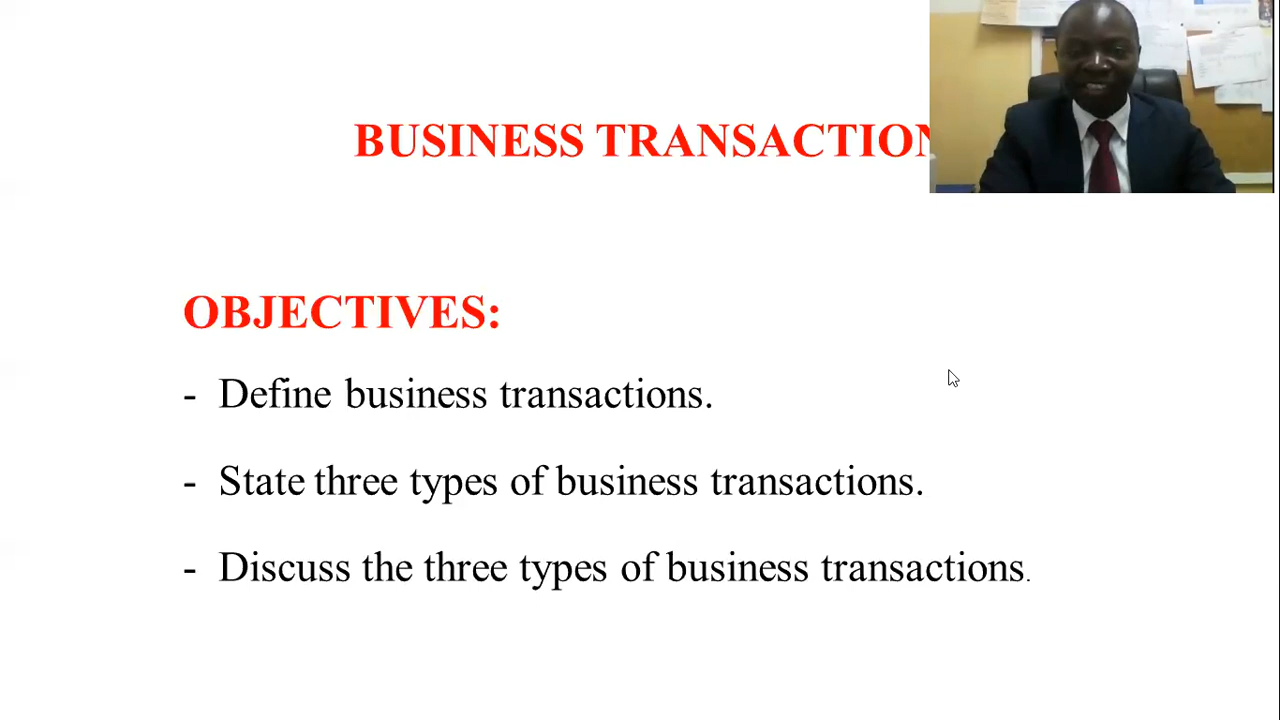 BUSINESS TRANSACTION
OBJECTIVES:
- Define business transactions.
- State three types of business transactions.
- Discuss the three types of business transactions.